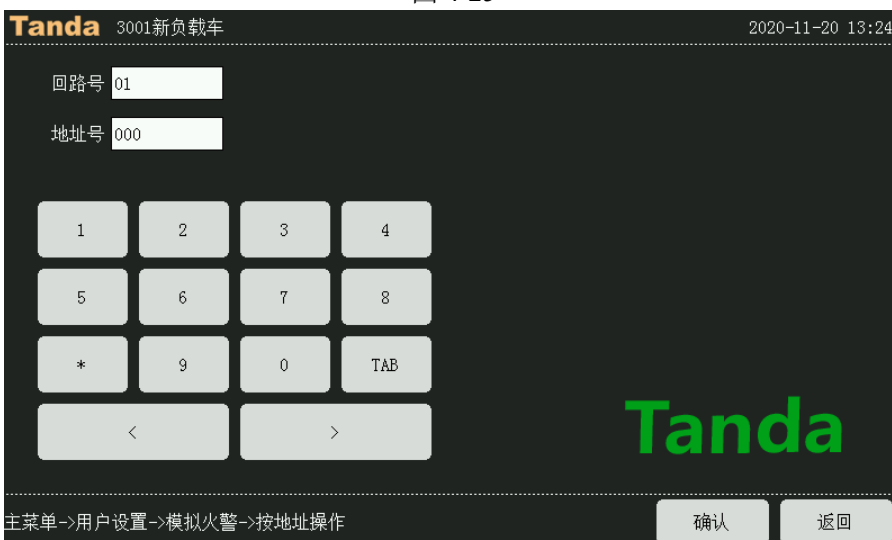 Tanda 3001新负载车 2020-11-20 13:24
回路号 01
地址号 000
1 2 3 4
5 6 7 8
* 9 0 TAB
< >
Tanda
主菜单->用户设置->模拟火警->按地址操作 确认 返回